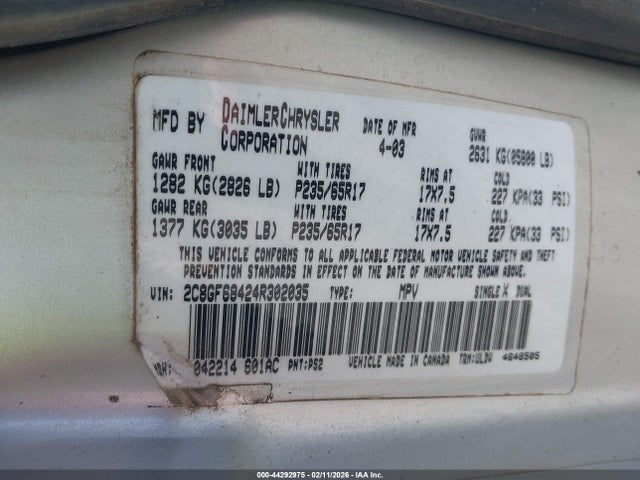 MFD BY DAIMLERCHRYSLER CORPORATION DATE OF MFR 4-03 GVWR 2631 KG(05800 LB)
GAWR FRONT WITH TIRES RIMS AT COLD
1282 KG(2826 LB) P235/65R17 17X7.5 227 KPA(33 PSI)
GAWR REAR WITH TIRES RIMS AT COLD
1377 KG(3035 LB) P235/65R17 17X7.5 227 KPA(33 PSI)
THIS VEHICLE CONFORMS TO ALL APPLICABLE FEDERAL MOTOR VEHICLE SAFETY AND THEFT
PREVENTION STANDARDS IN EFFECT ON THE DATE OF MANUFACTURE SHOWN ABOVE.
VIN: 2C8GF68424R302035 TYPE: MPV SINGLE X DUAL
042214 601AC PNT:PS2 VEHICLE MADE IN CANADA TRM:ULDV 4648505
000-44292975 - 02/11/2026 - IAA Inc.